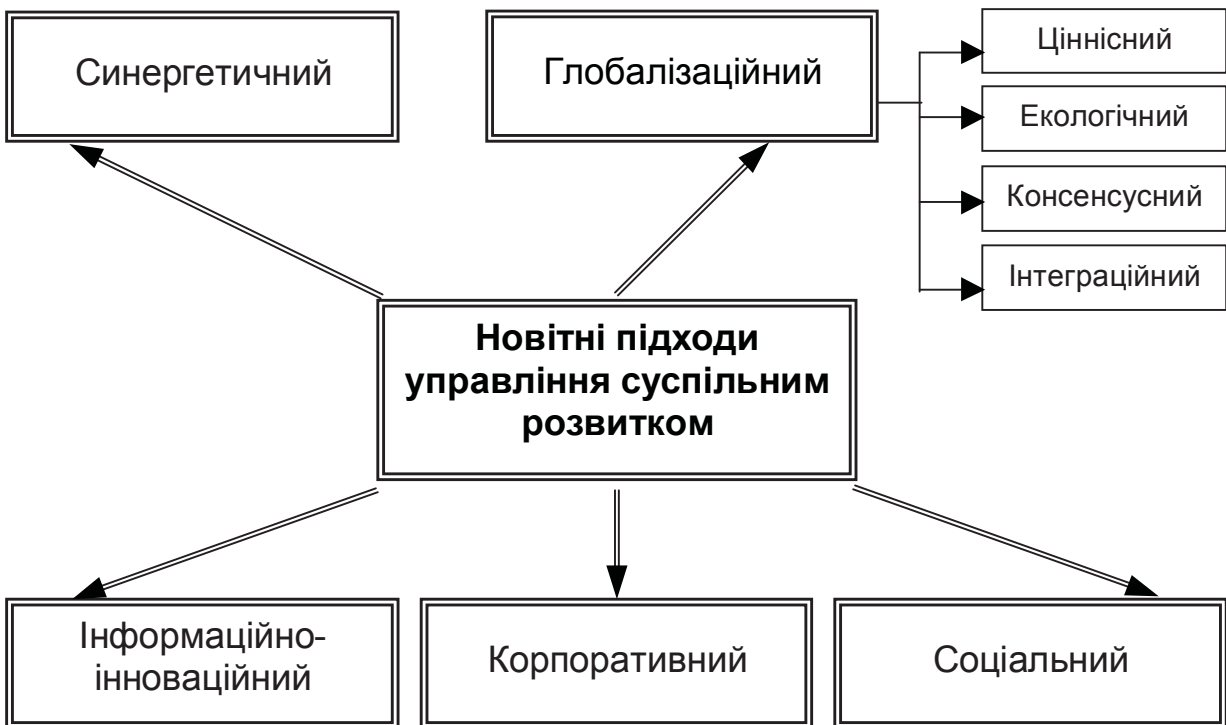 Синергетичний
Глобалізаційний
Ціннісний
Екологічний
Консенсусний
Інтеграційний
Новітні підходи
управління суспільним
розвитком
Інформаційно-
інноваційний
Корпоративний
Соціальний